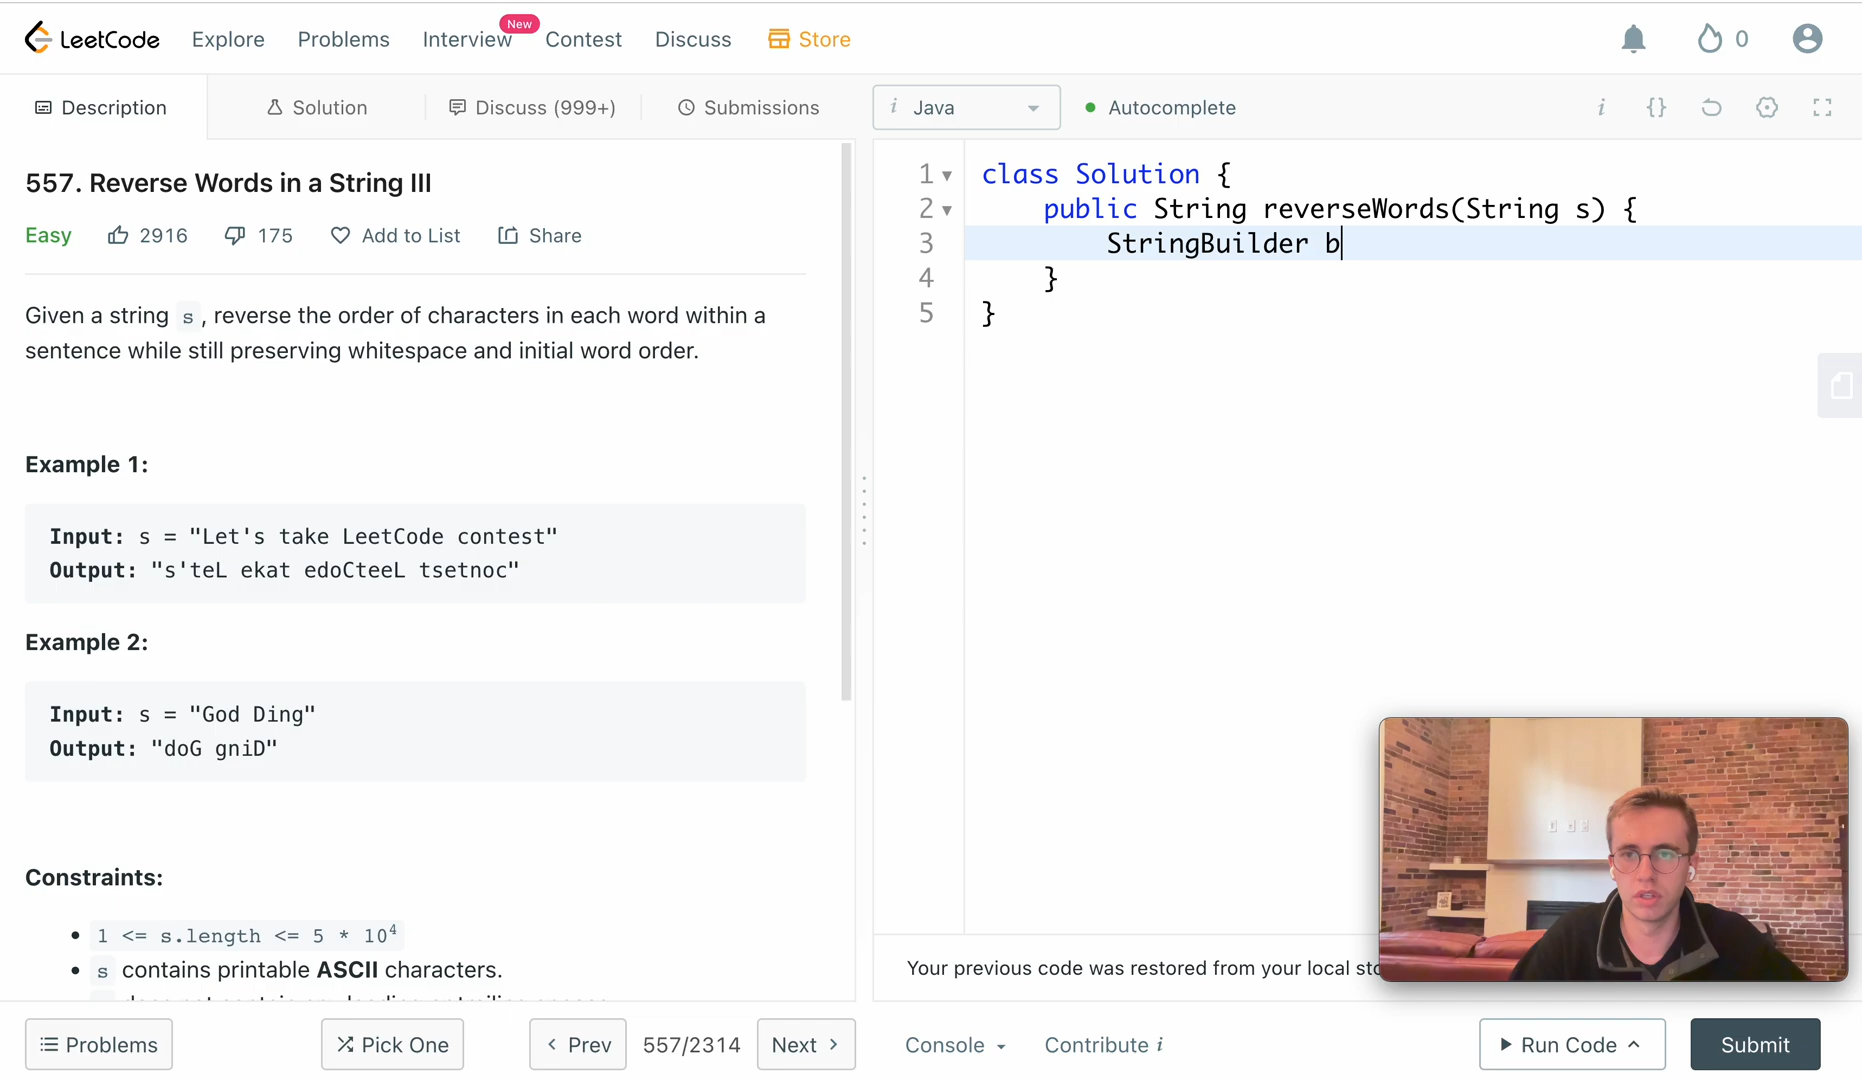 LeetCode Explore Problems Interview New Contest Discuss Store 0
Description Solution Discuss (999+) Submissions
i Java Autocomplete i {}
557. Reverse Words in a String III
Easy 2916 175 Add to List Share
Given a string s, reverse the order of characters in each word within a
sentence while still preserving whitespace and initial word order.
Example 1:
Input: s = "Let's take LeetCode contest"
Output: "s'teL ekat edoCteeL tsetnoc"
Example 2:
Input: s = "God Ding"
Output: "doG gniD"
Constraints:
1 <= s.length <= 5 * 10⁴
s contains printable ASCII characters.
1 class Solution {
2 public String reverseWords(String s) {
3 StringBuilder b
4 }
5 }
Your previous code was restored from your local
Problems Pick One Prev 557/2314 Next
Console Contribute i Run Code Submit